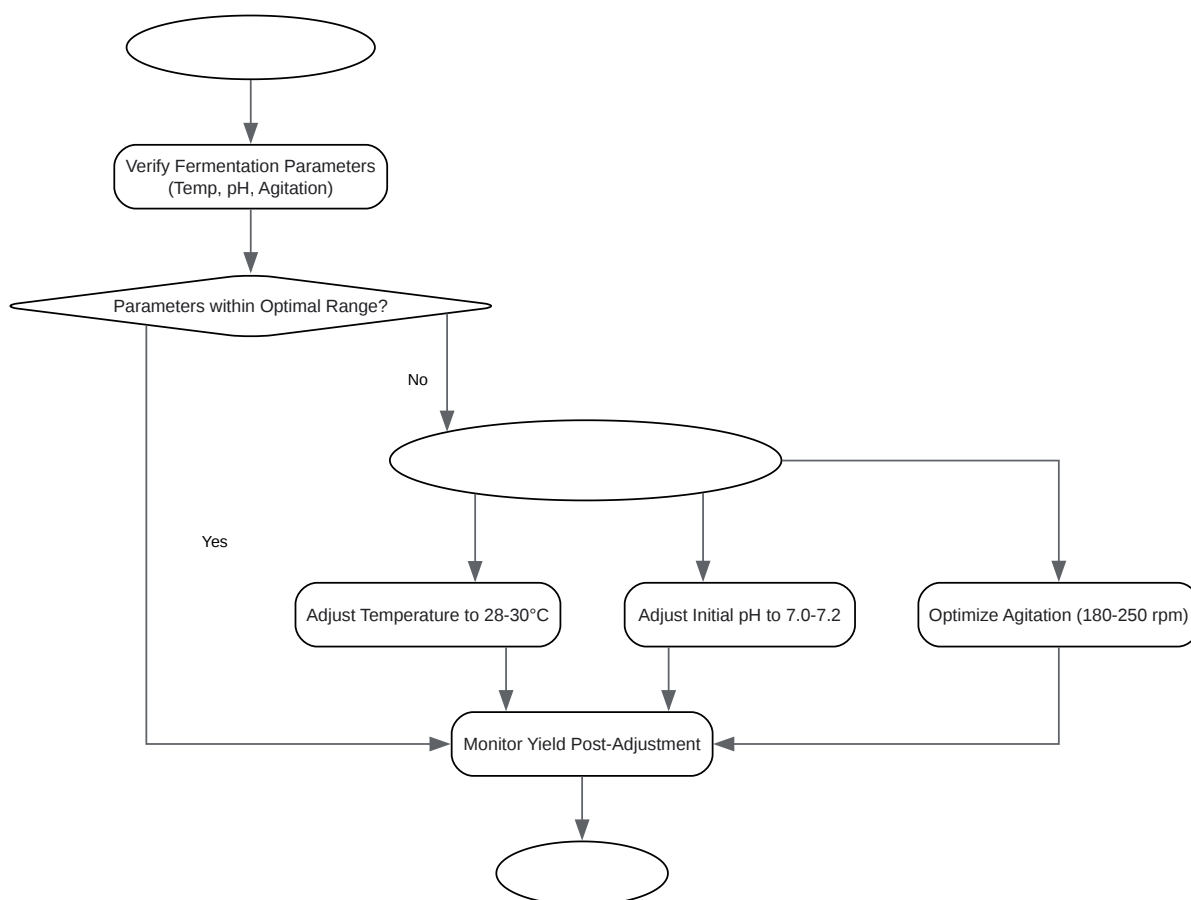 Verify Fermentation Parameters
(Temp, pH, Agitation)
Parameters within Optimal Range?
No
Yes
Adjust Temperature to 28-30°C
Adjust Initial pH to 7.0-7.2
Optimize Agitation (180-250 rpm)
Monitor Yield Post-Adjustment